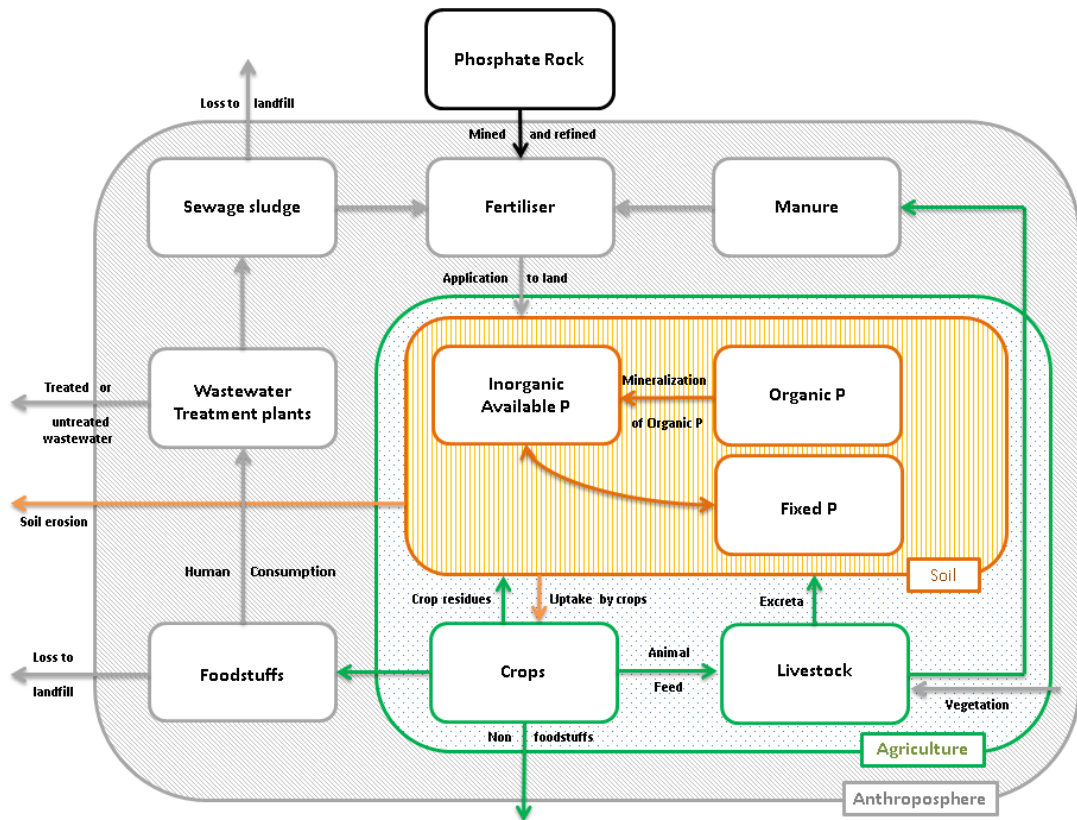 Phosphate Rock
Loss to landfill
Mined and refined
Sewage sludge
Fertiliser
Manure
Application to land
Inorganic
Available P
Mineralization
of Organic P
Organic P
Wastewater
Treatment plants
Treated or
untreated
wastewater
Fixed P
Soil erosion
Human Consumption
Soil
Crop residues
Uptake by crops
Excreta
Loss to
landfill
Foodstuffs
Crops
Animal
Feed
Livestock
Vegetation
Non foodstuffs
Agriculture
Anthroposphere